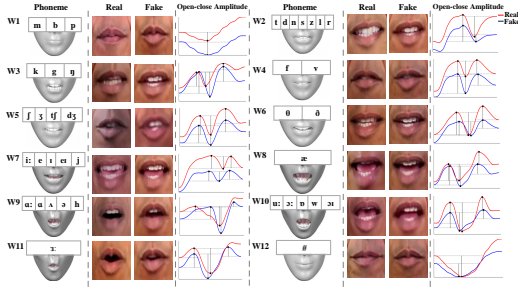 Phoneme Real Fake Open-close Amplitude Phoneme Real Fake Open-close Amplitude
Real
Fake
W1 m b p
W2 t d n s z l r
W3 k g ŋ
W4 f v
W5 ʃ ʒ tʃ dʒ
W6 θ ð
W7 i: e ɪ eɪ j
W8 æ
W9 ɑ: ɑ ʌ ə h
W10 u: ɔ: ɒ w ɔɪ
W11 ɜ:
W12 #